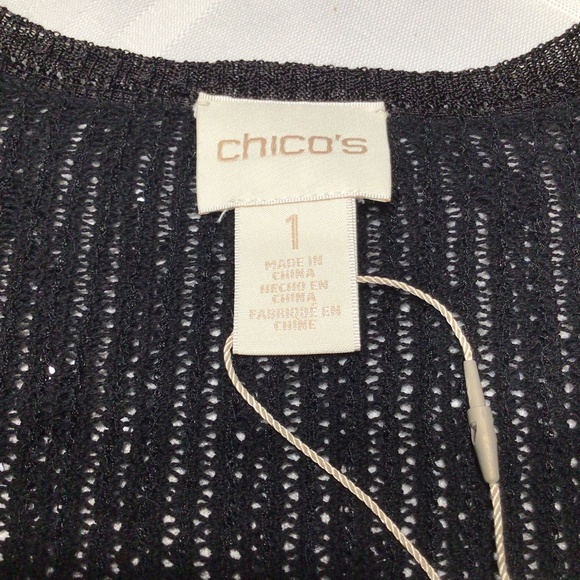 chico's
1
MADE IN
CHINA
HECHO EN
CHINA
FABRIQUÉ EN
CHINE